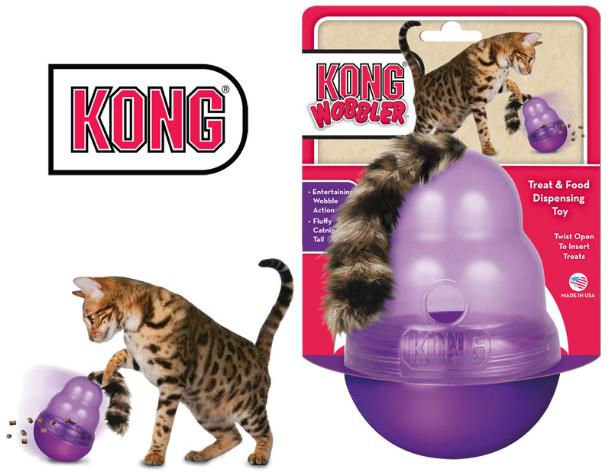 KONG®
KONG
WOBBLER™
• Entertaining
Wobble
Action
• Fluffy
Catnip
Tail
Treat & Food
Dispensing
Toy
Twist Open
To Insert
Treats
MADE IN USA
KONG